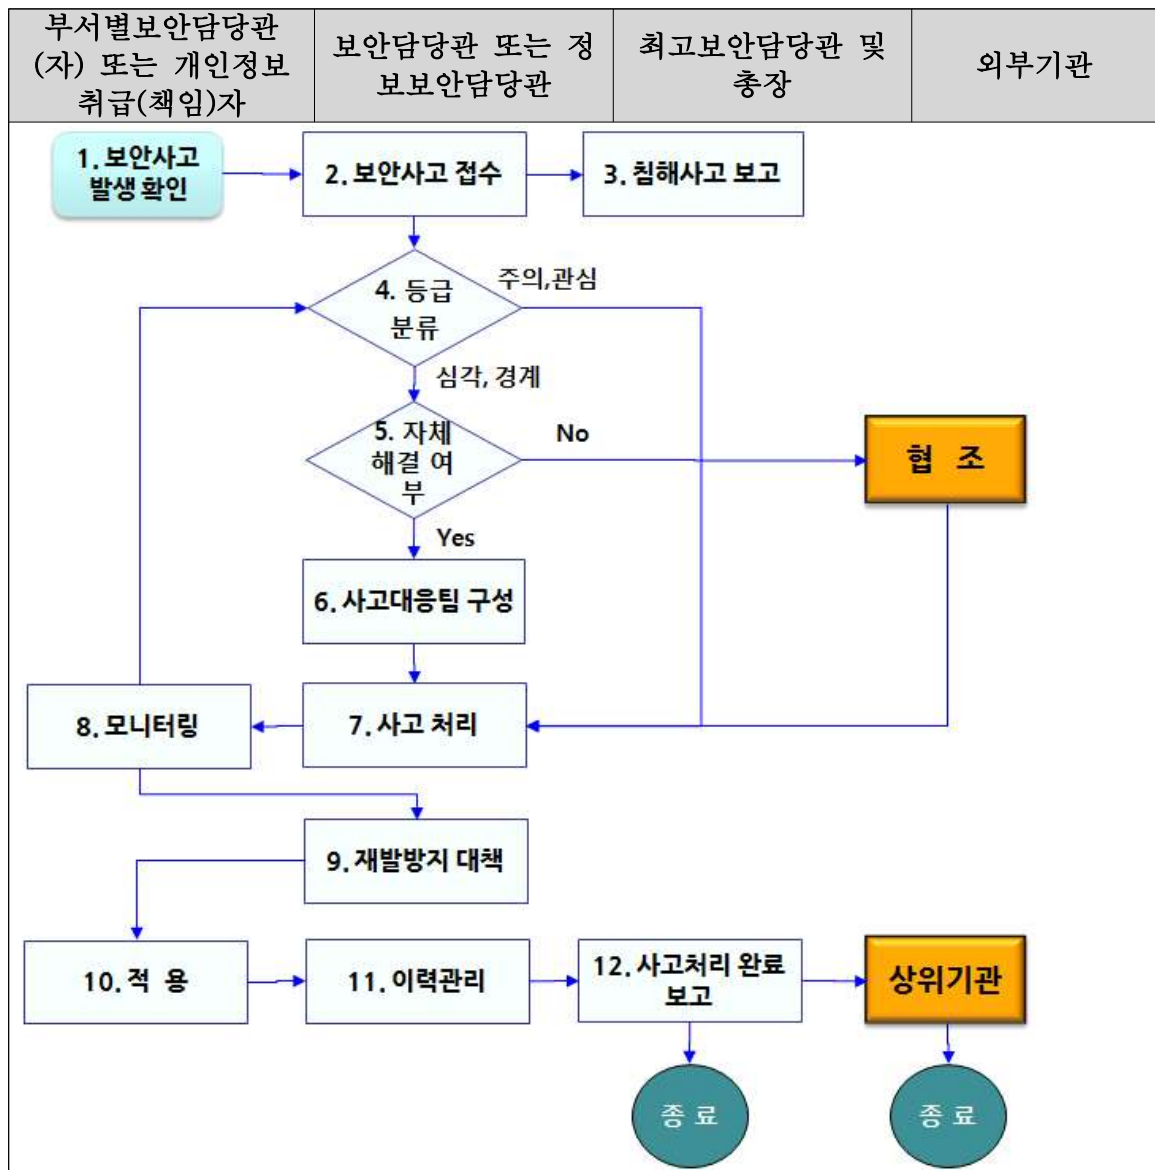 부서별보안담당관
(자) 또는 개인정보
취급(책임)자
보안담당관 또는 정
보보안담당관
최고보안담당관 및
총장
외부기관
1. 보안사고
발생 확인
2. 보안사고 접수
3. 침해사고 보고
4. 등급
분류
주의,관심
심각, 경계
5. 자체
해결 여
부
No
협 조
Yes
6. 사고대응팀 구성
7. 사고 처리
8. 모니터링
9. 재발방지 대책
10. 적 용
11. 이력관리
12. 사고처리 완료
보고
상위기관
종 료
종 료